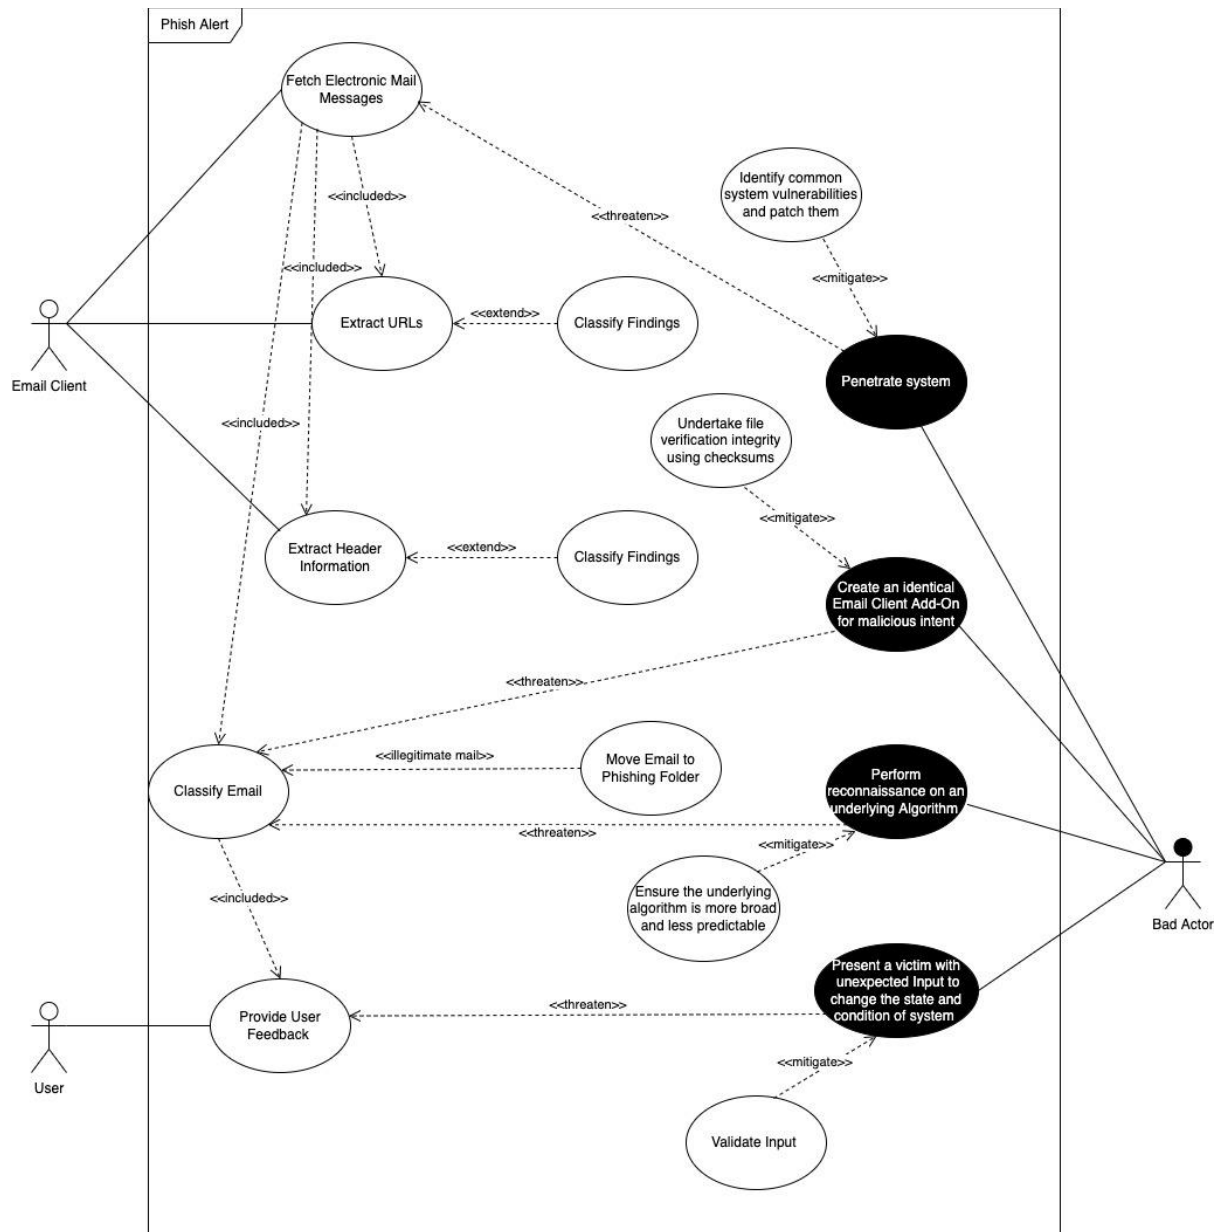 Phish Alert
Fetch Electronic Mail
Messages
Identify common
system vulnerabilities
and patch them
<<included>>
<<threaten>>
<<included>>
<<mitigate>>
Extract URLs
<<extend>>
Classify Findings
Email Client
Penetrate system
<<included>>
Undertake file
verification integrity
using checksums
<<mitigate>>
Extract Header
Information
<<extend>>
Classify Findings
Create an identical
Email Client Add-On
for malicious intent
<<threaten>>
Classify Email
<<illegitimate mail>>
Move Email to
Phishing Folder
Perform
reconnaissance on an
underlying Algorithm
<<threaten>>
<<mitigate>>
Ensure the underlying
algorithm is more broad
and less predictable
<<included>>
Bad Actor
Present a victim with
unexpected Input to
change the state and
condition of system
<<threaten>>
Provide User
Feedback
User
<<mitigate>>
Validate Input